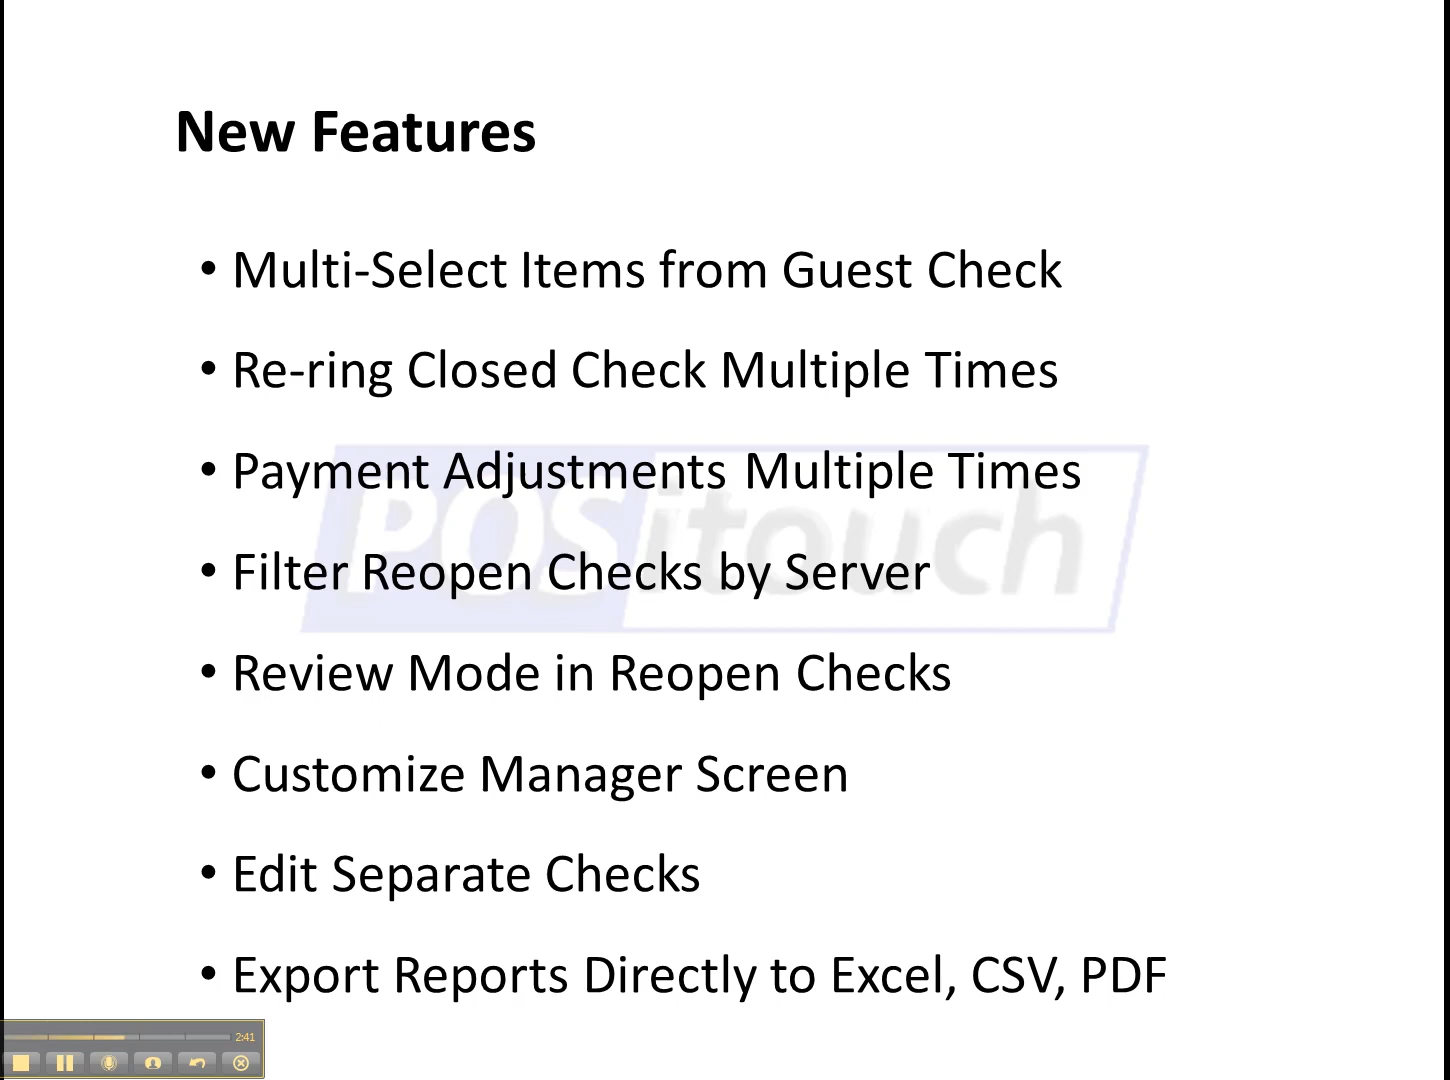 New Features
• Multi-Select Items from Guest Check
• Re-ring Closed Check Multiple Times
• Payment Adjustments Multiple Times
POSitouch
• Filter Reopen Checks by Server
• Review Mode in Reopen Checks
• Customize Manager Screen
• Edit Separate Checks
• Export Reports Directly to Excel, CSV, PDF
2:41